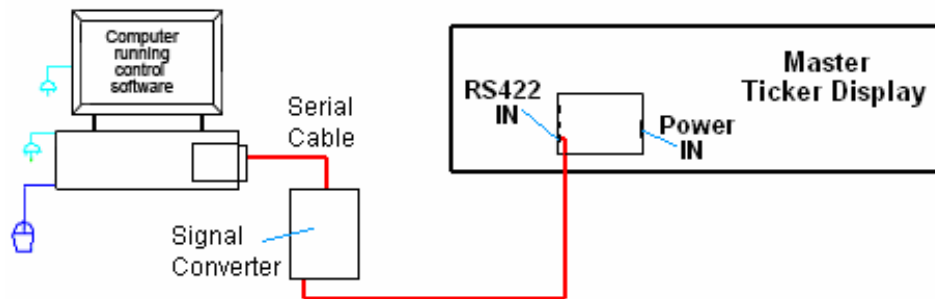 Computer
running
control
software
Serial
Cable
Signal
Converter
RS422
IN
Power
IN
Master
Ticker Display